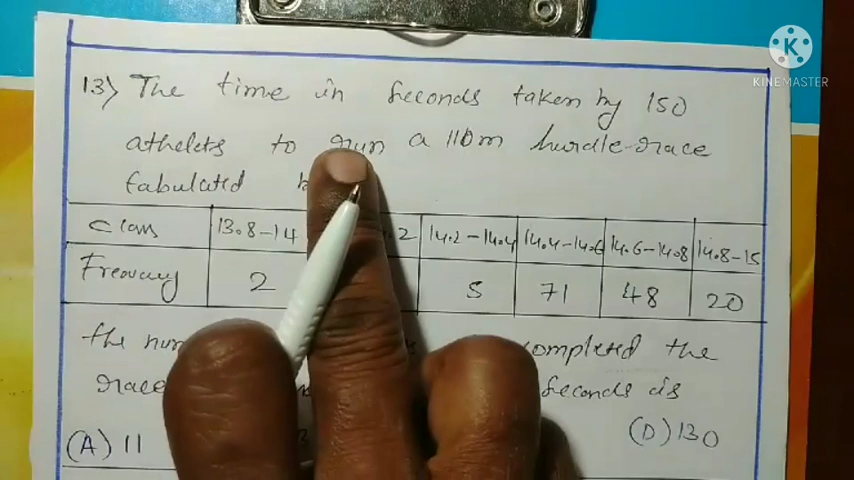 13) The time in Seconds taken by 150
athelets to run a 110m hurdle-race
tabulated
Class 13.8-14 14.2-14.4 14.4-14.6 14.6-14.8 14.8-15
2 5 71 48 20
the completed the
race Seconds is
(A) 11 (D) 130
K
KINEMASTER